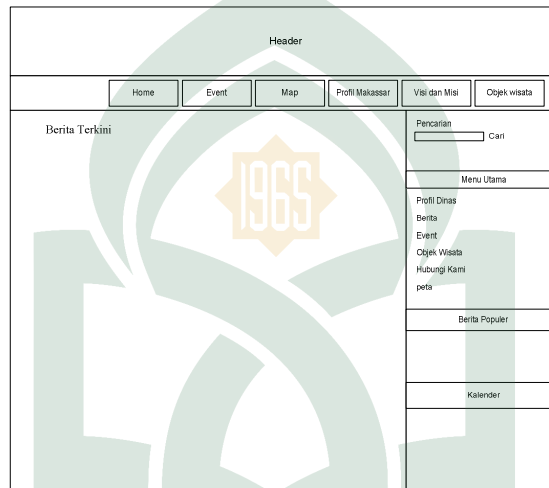 Header
Home Event Map Profil Makassar Visi dan Misi Objek wisata
Berita Terkini
Pencarian
Cari
1965
Menu Utama
Profil Dinas
Berita
Event
Objek Wisata
Hubungi Kami
peta
Berita Populer
Kalender